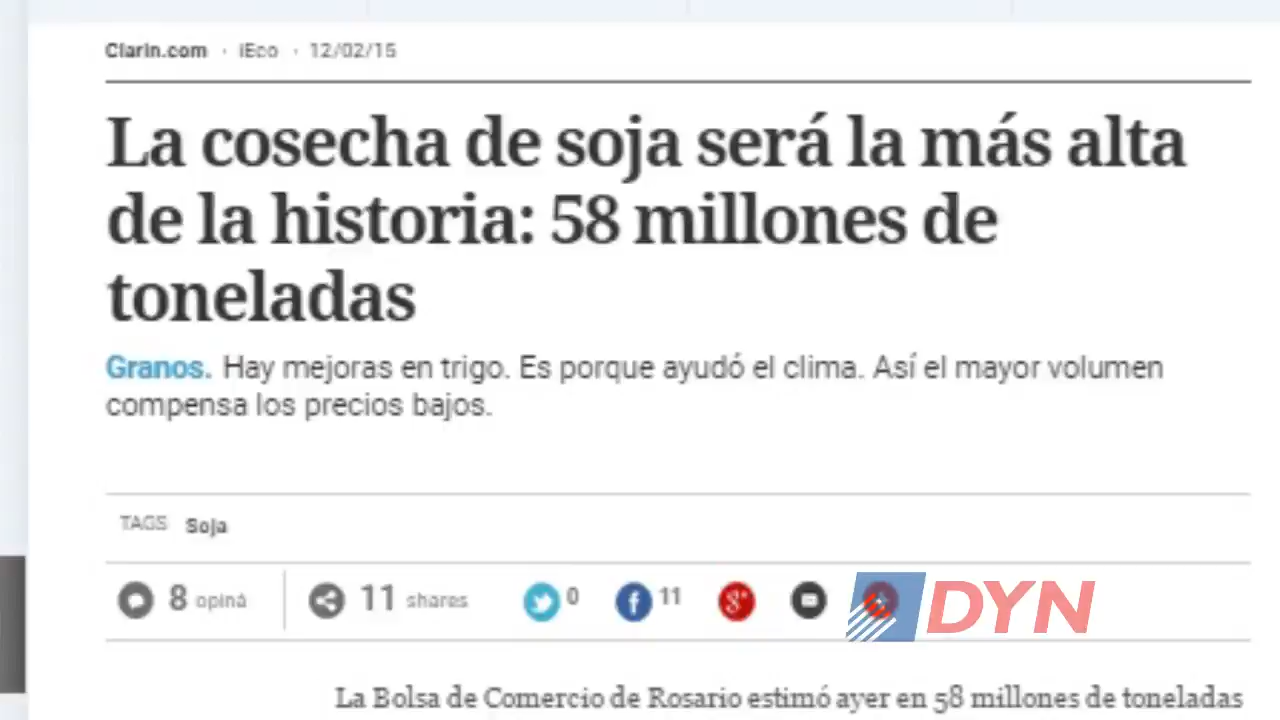 Clarin.com · iEco · 12/02/15
La cosecha de soja será la más alta
de la historia: 58 millones de
toneladas
Granos. Hay mejoras en trigo. Es porque ayudó el clima. Así el mayor volumen
compensa los precios bajos.
TAGS Soja
8 opiná 11 shares 0 11 DYN
La Bolsa de Comercio de Rosario estimó ayer en 58 millones de toneladas